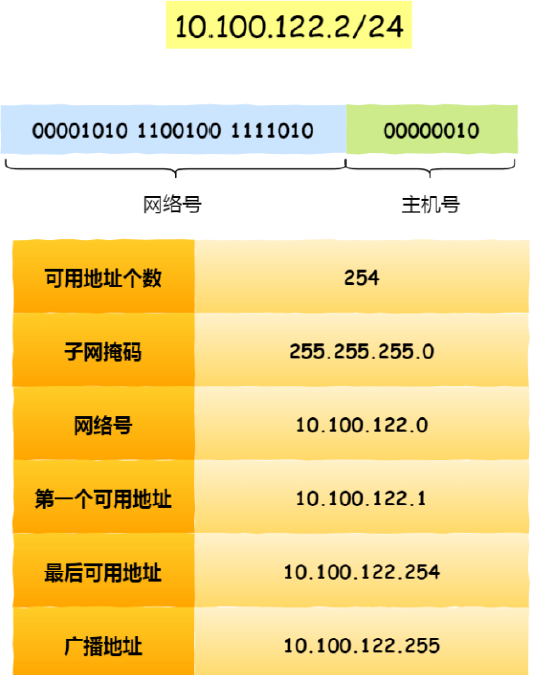 10.100.122.2/24
00001010 1100100 1111010 00000010
网络号 主机号
可用地址个数 254
子网掩码 255.255.255.0
网络号 10.100.122.0
第一个可用地址 10.100.122.1
最后可用地址 10.100.122.254
广播地址 10.100.122.255